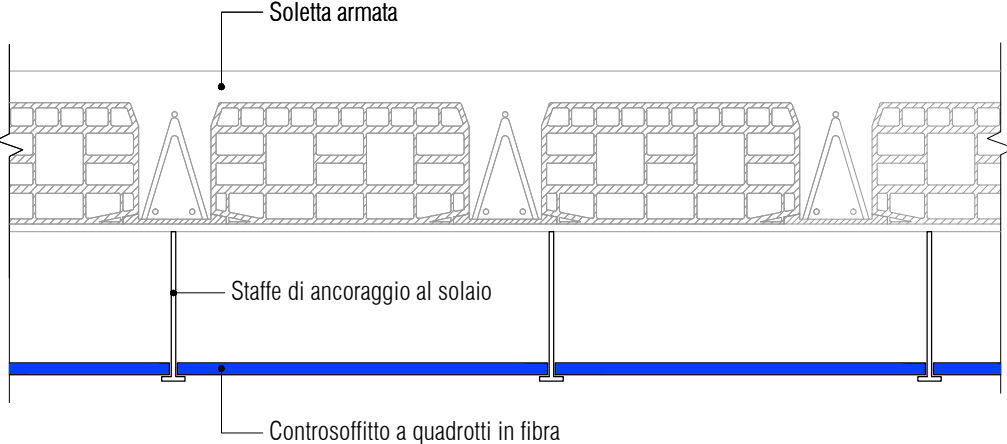 Soletta armata
Staffe di ancoraggio al solaio
Controsoffitto a quadrotti in fibra